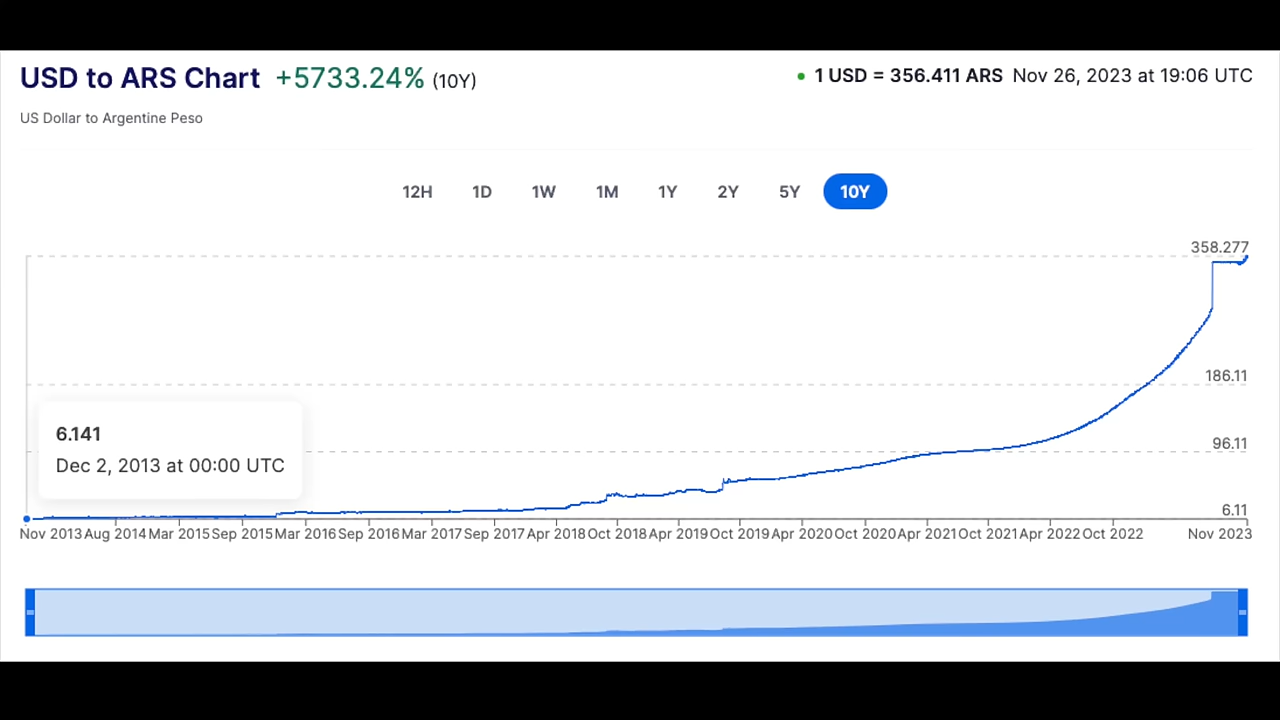 USD to ARS Chart +5733.24% (10Y)
1 USD = 356.411 ARS Nov 26, 2023 at 19:06 UTC
US Dollar to Argentine Peso
12H 1D 1W 1M 1Y 2Y 5Y 10Y
358.277
186.11
96.11
6.141
Dec 2, 2013 at 00:00 UTC
6.11
Nov 2013 Aug 2014 Mar 2015 Sep 2015 Mar 2016 Sep 2016 Mar 2017 Sep 2017 Apr 2018 Oct 2018 Apr 2019 Oct 2019 Apr 2020 Oct 2020 Apr 2021 Oct 2021 Apr 2022 Oct 2022 Nov 2023